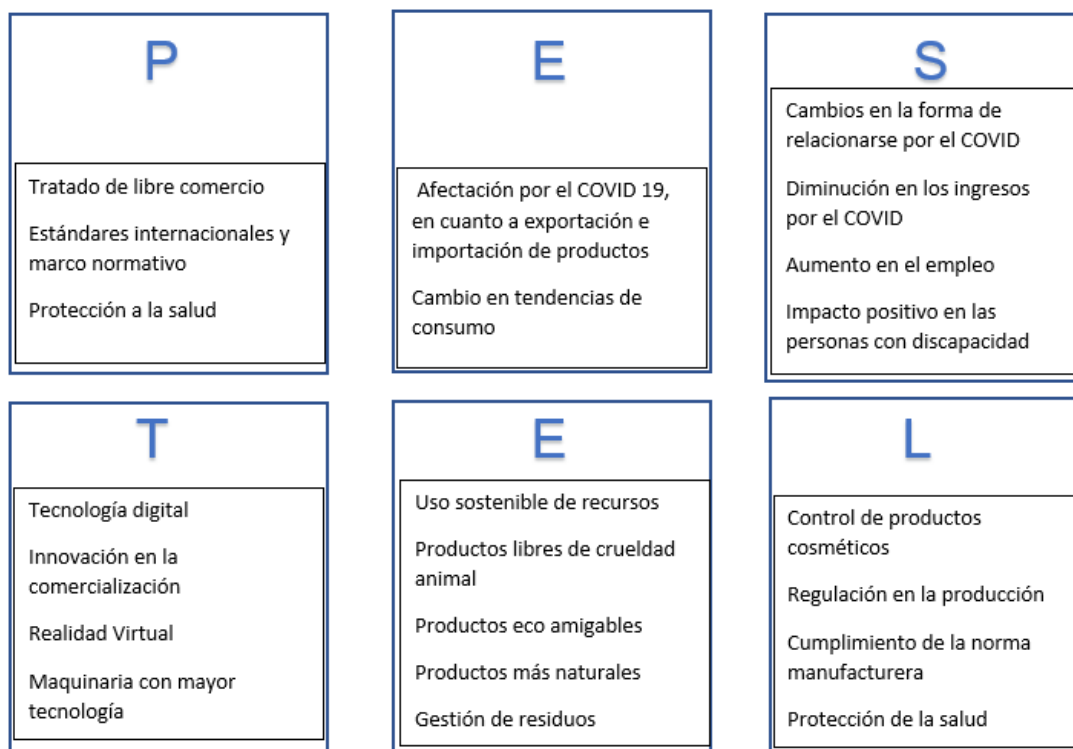 P
Tratado de libre comercio
Estándares internacionales y
marco normativo
Protección a la salud
E
Afectación por el COVID 19,
en cuanto a exportación e
importación de productos
Cambio en tendencias de
consumo
S
Cambios en la forma de
relacionarse por el COVID
Diminución en los ingresos
por el COVID
Aumento en el empleo
Impacto positivo en las
personas con discapacidad
T
Tecnología digital
Innovación en la
comercialización
Realidad Virtual
Maquinaria con mayor
tecnología
E
Uso sostenible de recursos
Productos libres de crueldad
animal
Productos eco amigables
Productos más naturales
Gestión de residuos
L
Control de productos
cosméticos
Regulación en la producción
Cumplimiento de la norma
manufacturera
Protección de la salud